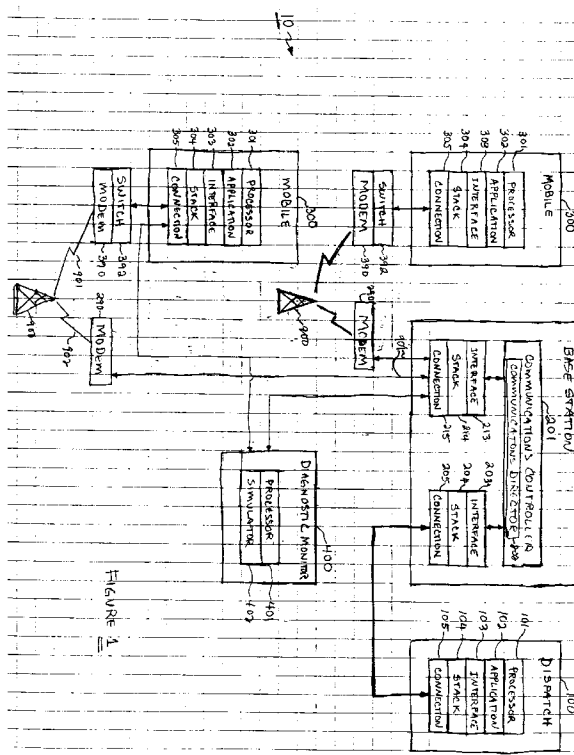 MOBILE
300
301
PROCESSOR
302
APPLICATION
303
INTERFACE
304
STACK
305
CONNECTION
BASE STATION
201
COMMUNICATIONS CONTROLLER
COMMUNICATIONS DIRECTOR
INTERFACE
213
STACK
214
CONNECTION
215
203
INTERFACE
204
STACK
205
CONNECTION
DISPATCH
100
101
PROCESSOR
102
APPLICATION
103
INTERFACE
104
STACK
105
CONNECTION
SWITCH
392
MODEM
390
290
MODEM
900
MOBILE
300
301
PROCESSOR
302
APPLICATION
303
INTERFACE
304
STACK
305
CONNECTION
DIAGNOSTIC MONITOR
400
PROCESSOR
401
SIMULATOR
402
10
SWITCH
392
MODEM
390
290
MODEM
901
902
900
FIGURE 1